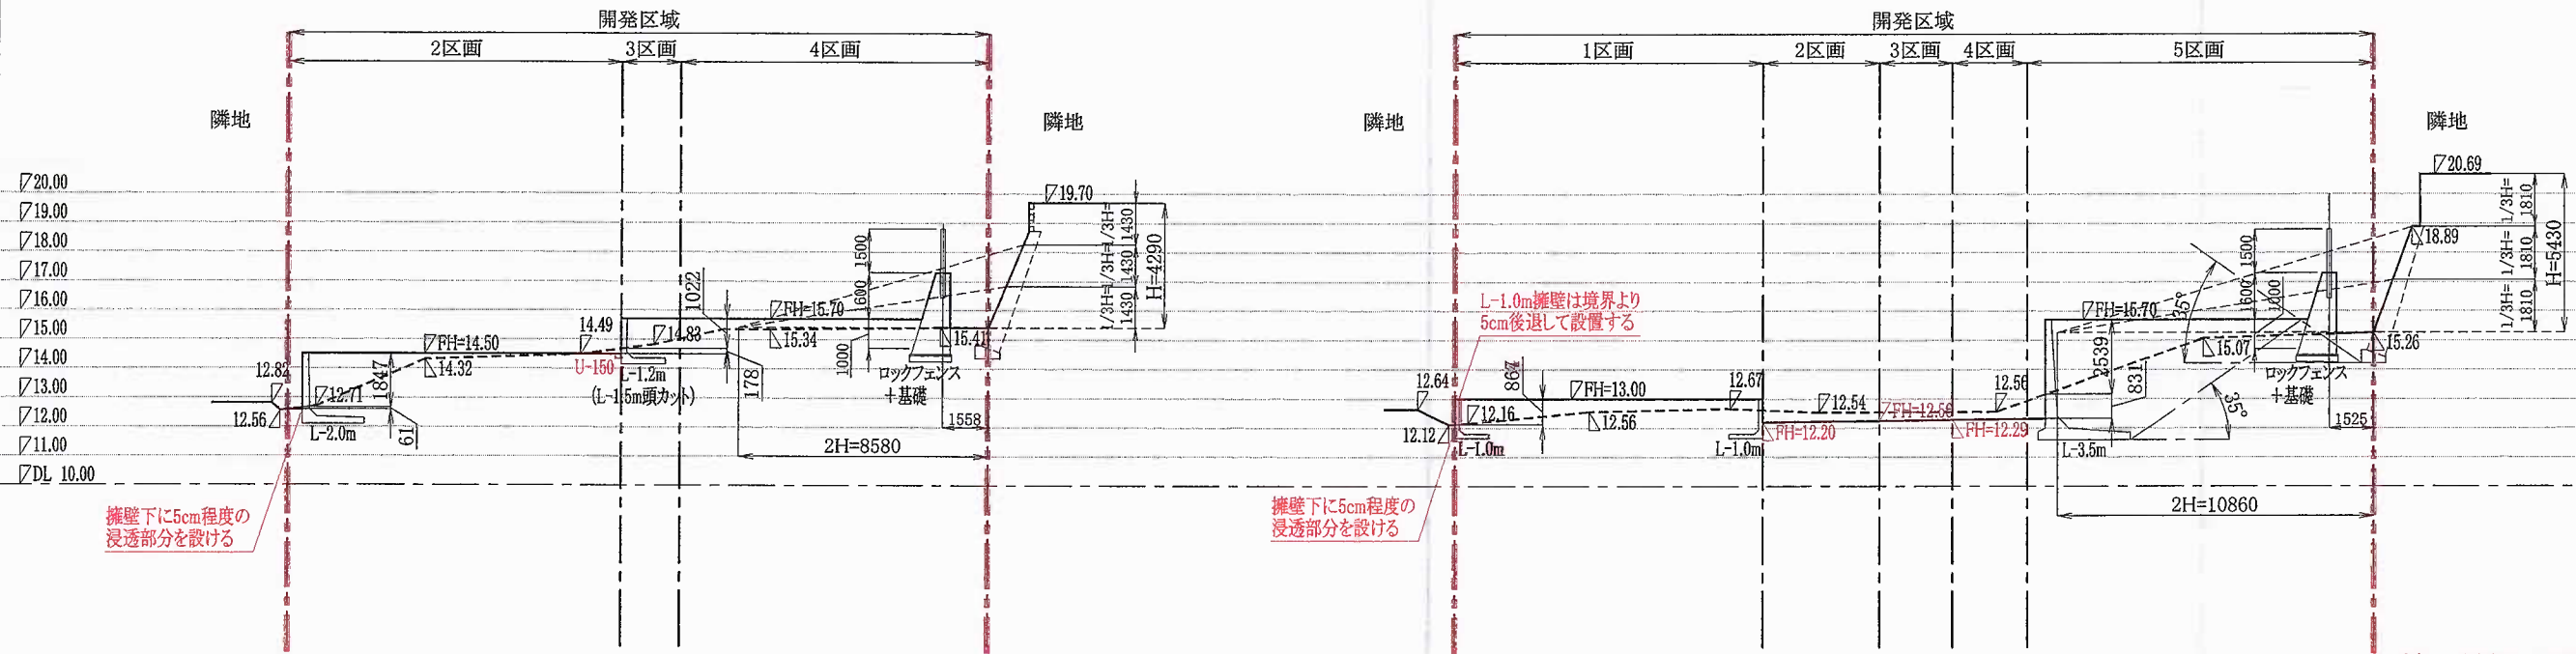 開発区域
2区画
3区画
4区画
隣地
隣地
20.00
19.00
18.00
17.00
16.00
15.00
14.00
13.00
12.00
11.00
DL 10.00
12.82
12.56
12.71
1847
61
L-2.0m
FH=14.50
14.32
14.49
U-150
L-1.2m
(L-1.5m頭カット)
14.83
1022
178
FH=15.70
15.34
1500
1600
1000
15.41
ロックフェンス
+基礎
1558
2H=8580
19.70
1/3H=
1430
1/3H=
1430
1/3H=
1430
H=4290
擁壁下に5cm程度の
浸透部分を設ける
開発区域
1区画
2区画
3区画
4区画
5区画
隣地
隣地
L-1.0m擁壁は境界より
5cm後退して設置する
12.64
12.12
12.16
L-1.0m
FH=13.00
12.56
12.67
L-1.0m
12.54
FH=12.20
FH=12.29
12.56
FH=15.70
2539
831
L-3.5m
15.07
35°
35°
1500
1600
1000
ロックフェンス
+基礎
1525
2H=10860
15.26
18.89
20.69
1/3H=
1810
1/3H=
1810
1/3H=
1810
H=5430
擁壁下に5cm程度の
浸透部分を設ける